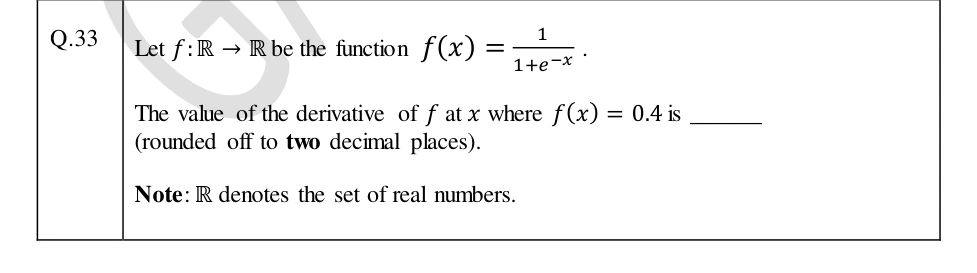 Q.33
Let f: ℝ → ℝ be the function f(x) = 1/(1+e^{-x}) .
The value of the derivative of f at x where f(x) = 0.4 is ______
(rounded off to two decimal places).
Note: ℝ denotes the set of real numbers.